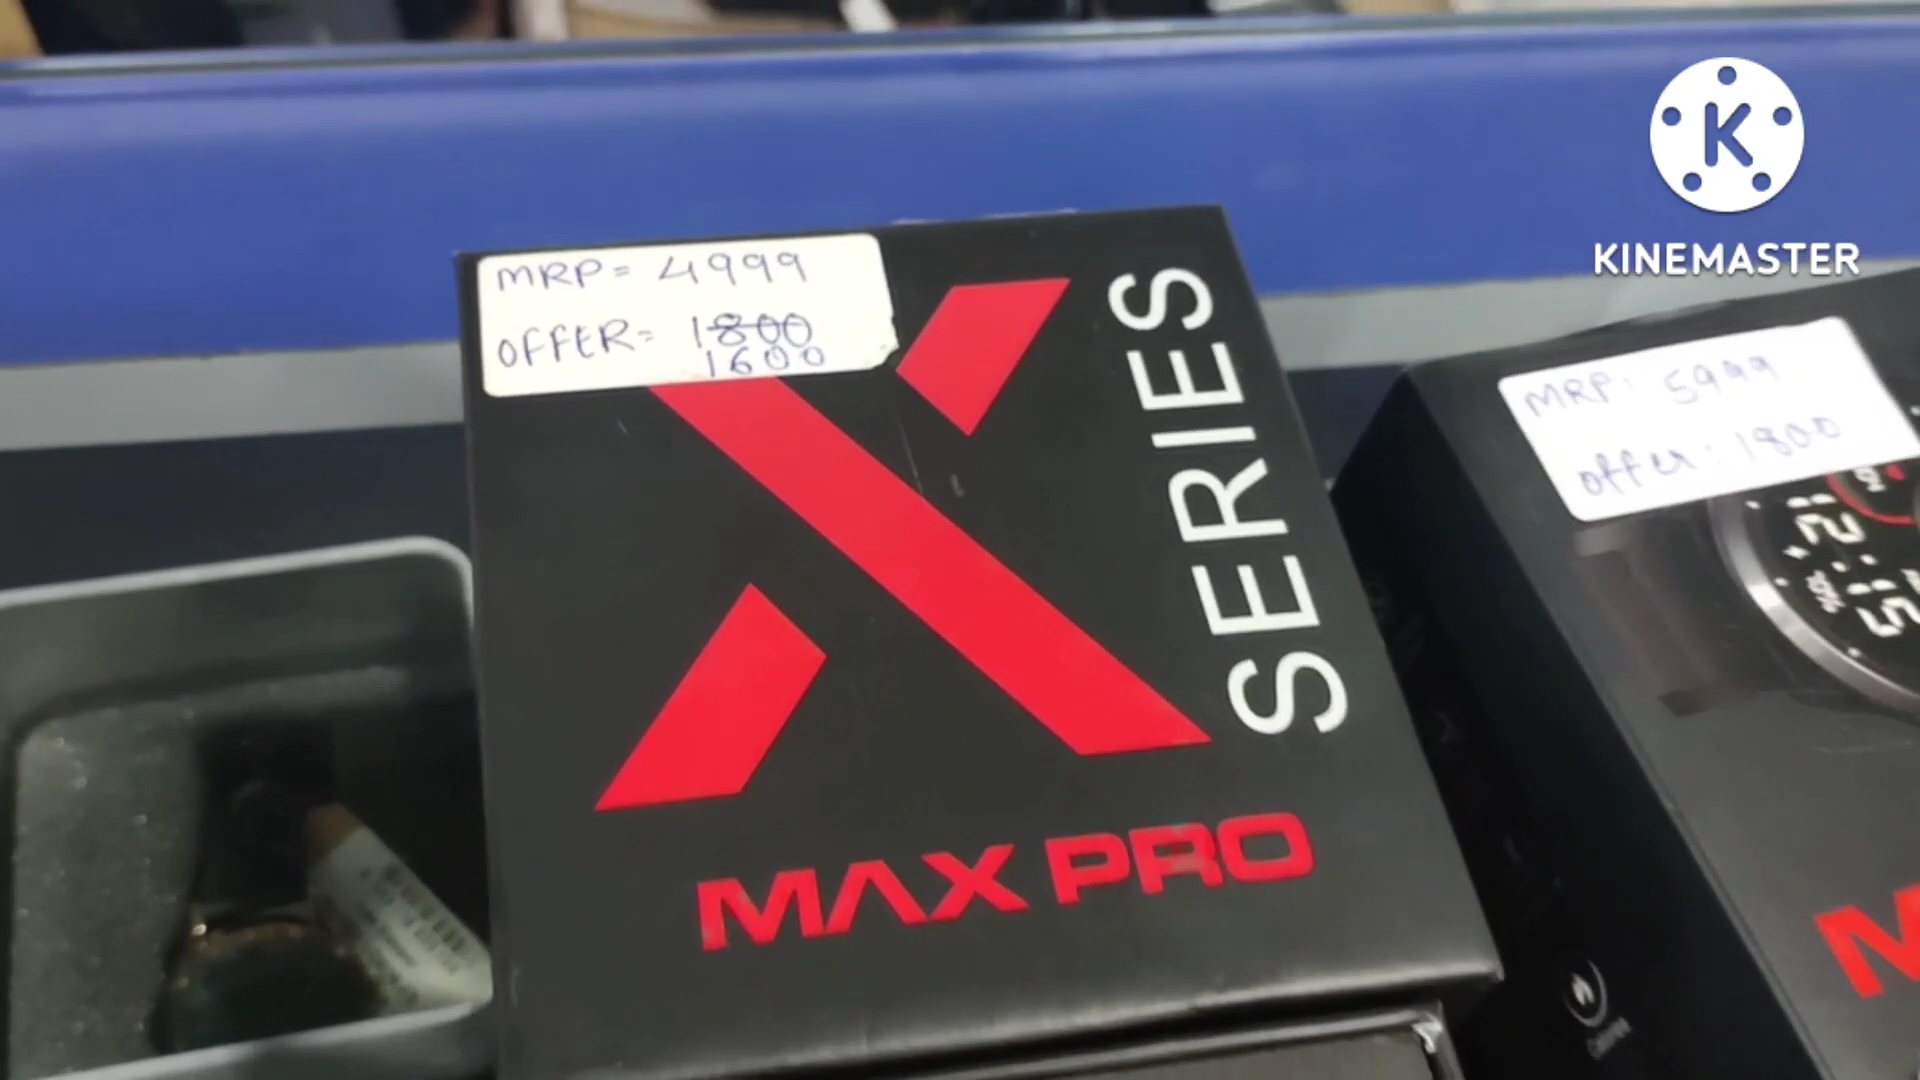 KINEMASTER
MRP = 4999
OFFER = 1800
1600
X
SERIES
MAX PRO
MRP: 5999
offer: 1800
M